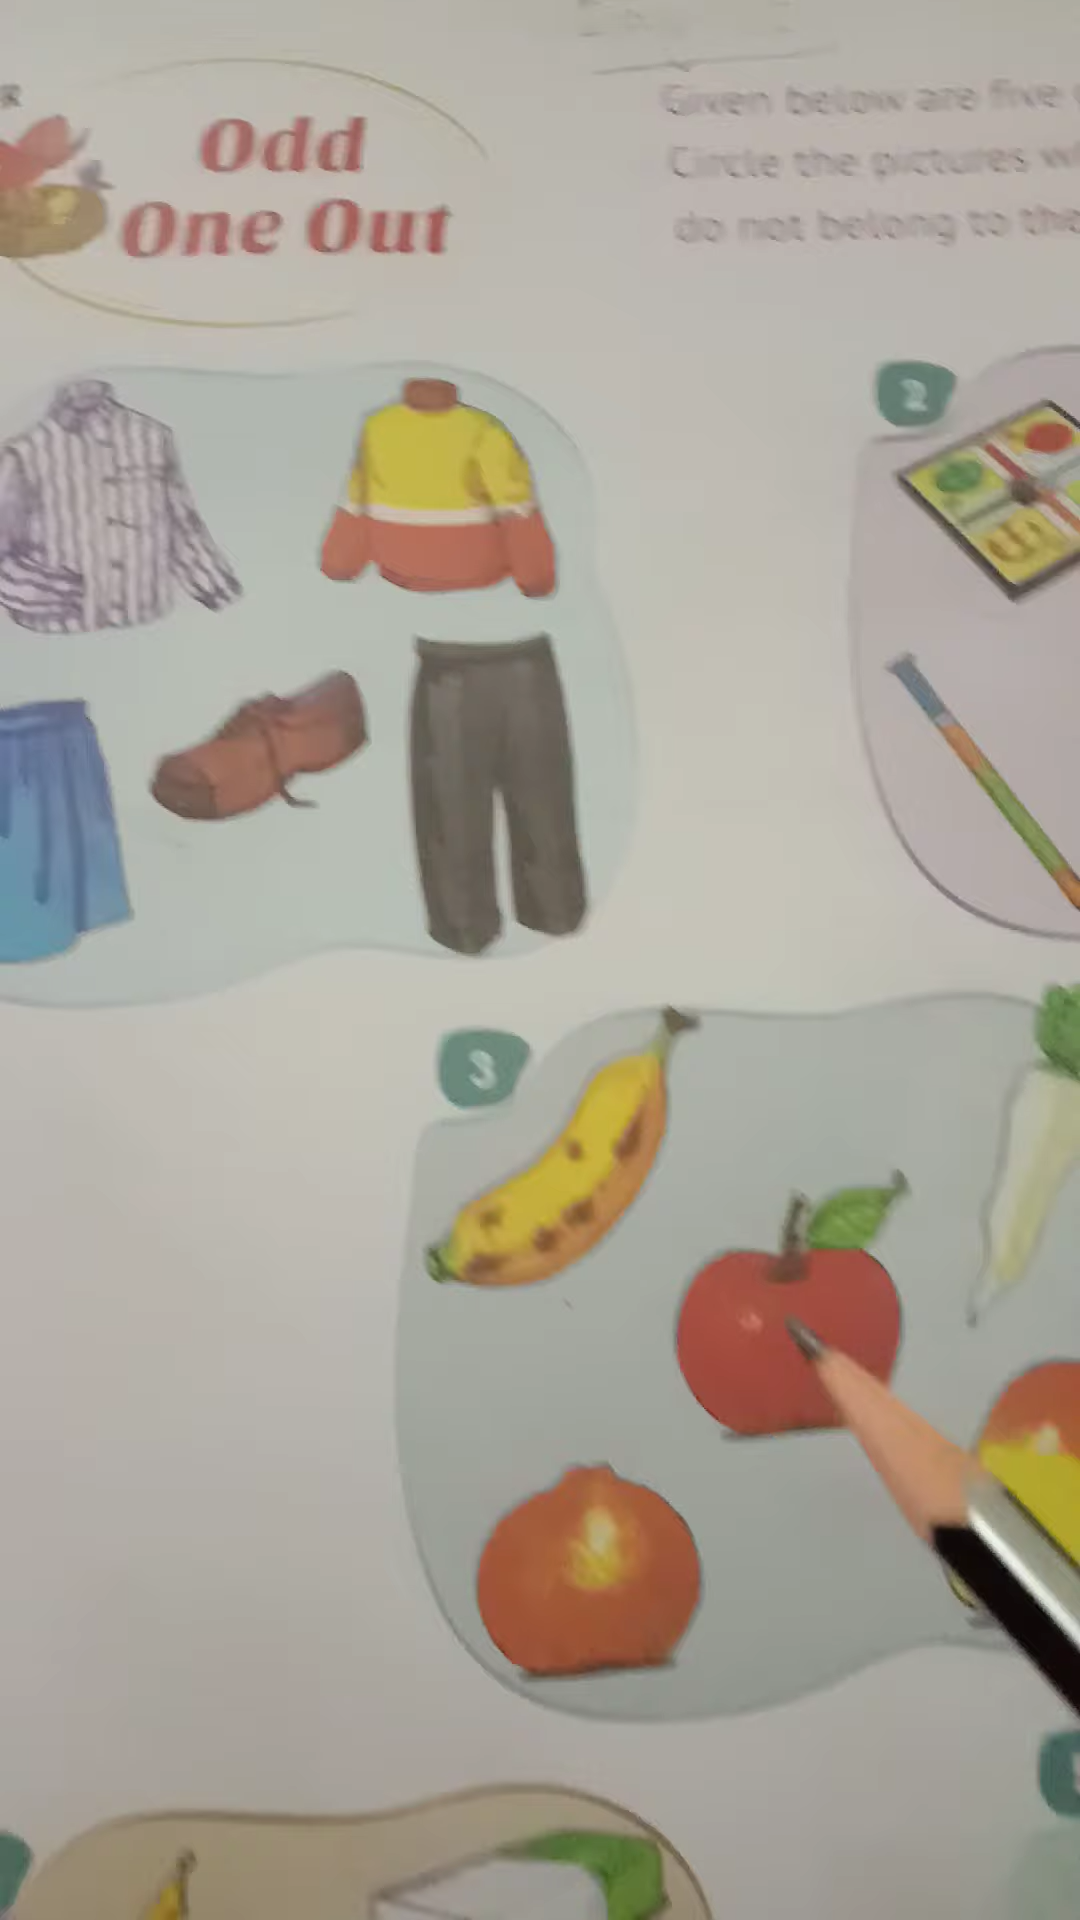 Odd
One Out
Given below are five
Circle the pictures
do not belong to the
2
3